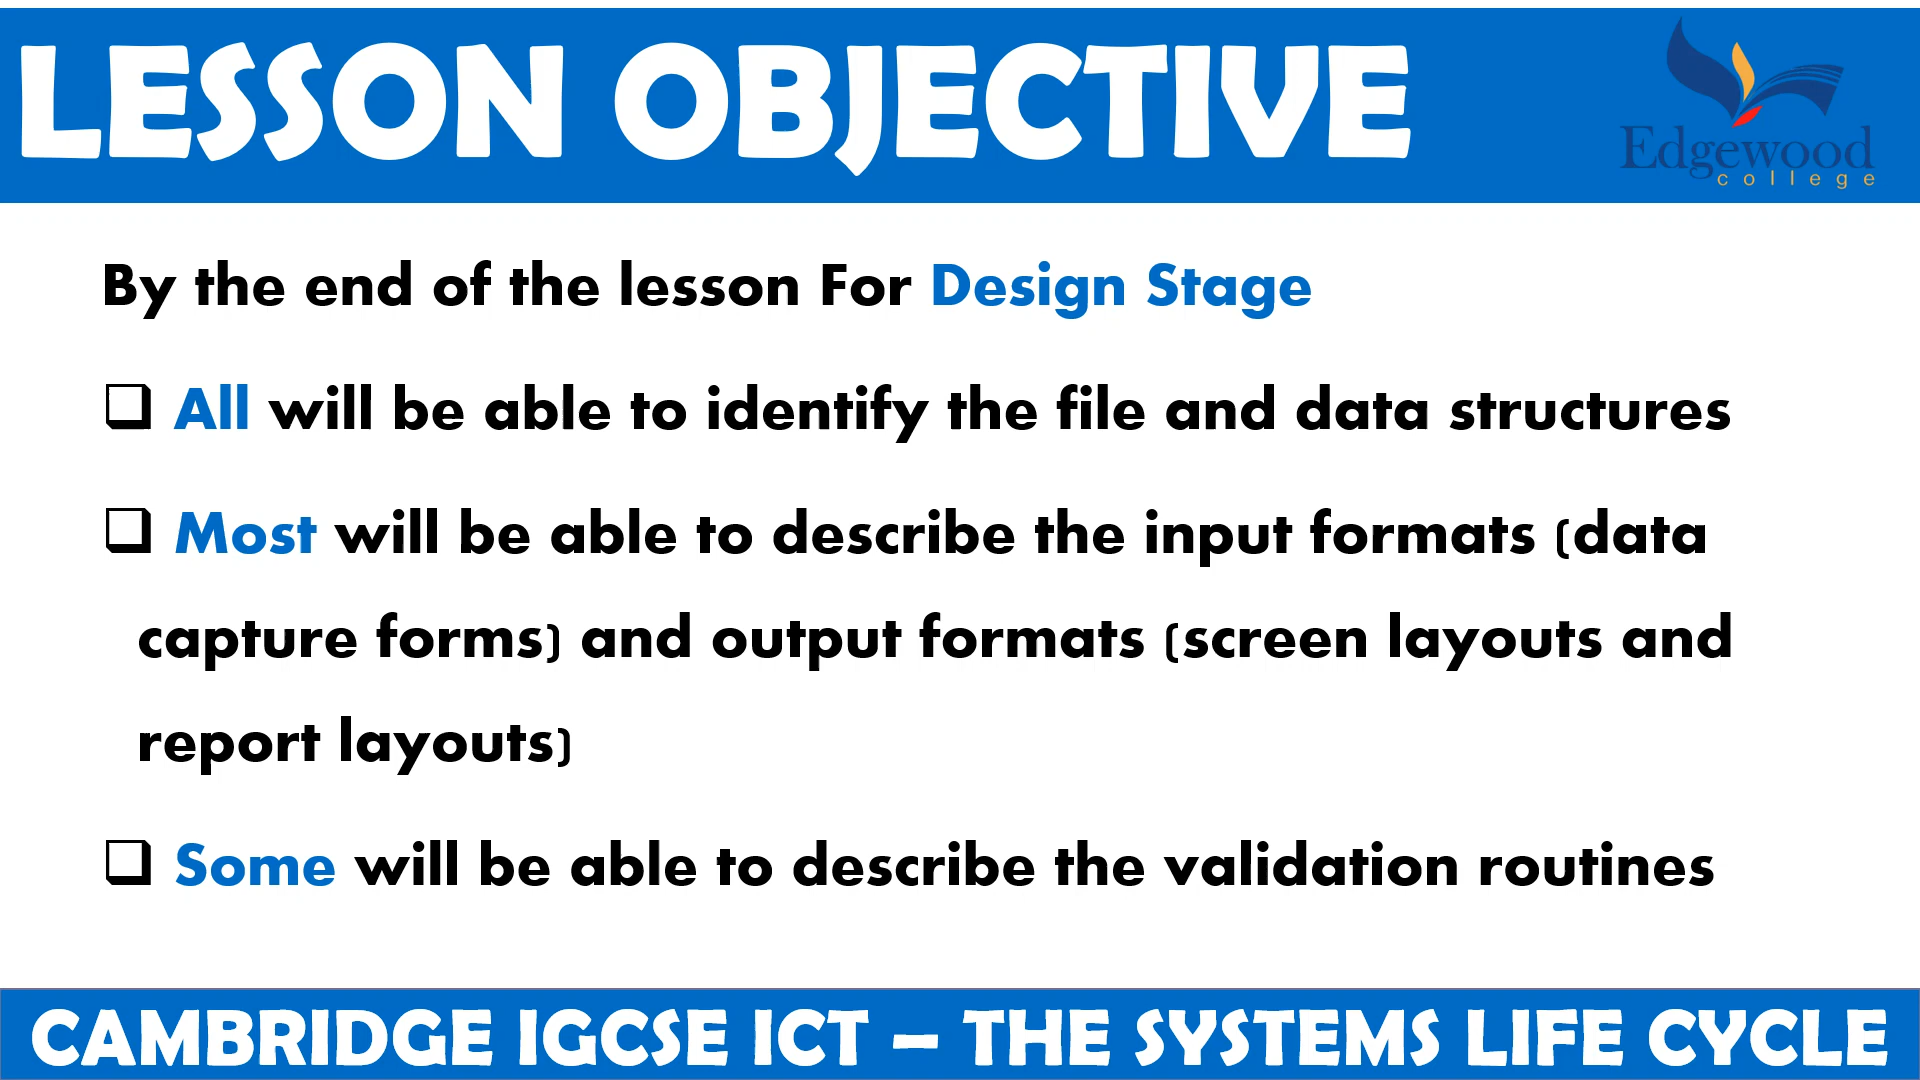 LESSON OBJECTIVE
Edgewood
college
By the end of the lesson For Design Stage
❑ All will be able to identify the file and data structures
❑ Most will be able to describe the input formats (data
capture forms) and output formats (screen layouts and
report layouts)
❑ Some will be able to describe the validation routines
CAMBRIDGE IGCSE ICT – THE SYSTEMS LIFE CYCLE